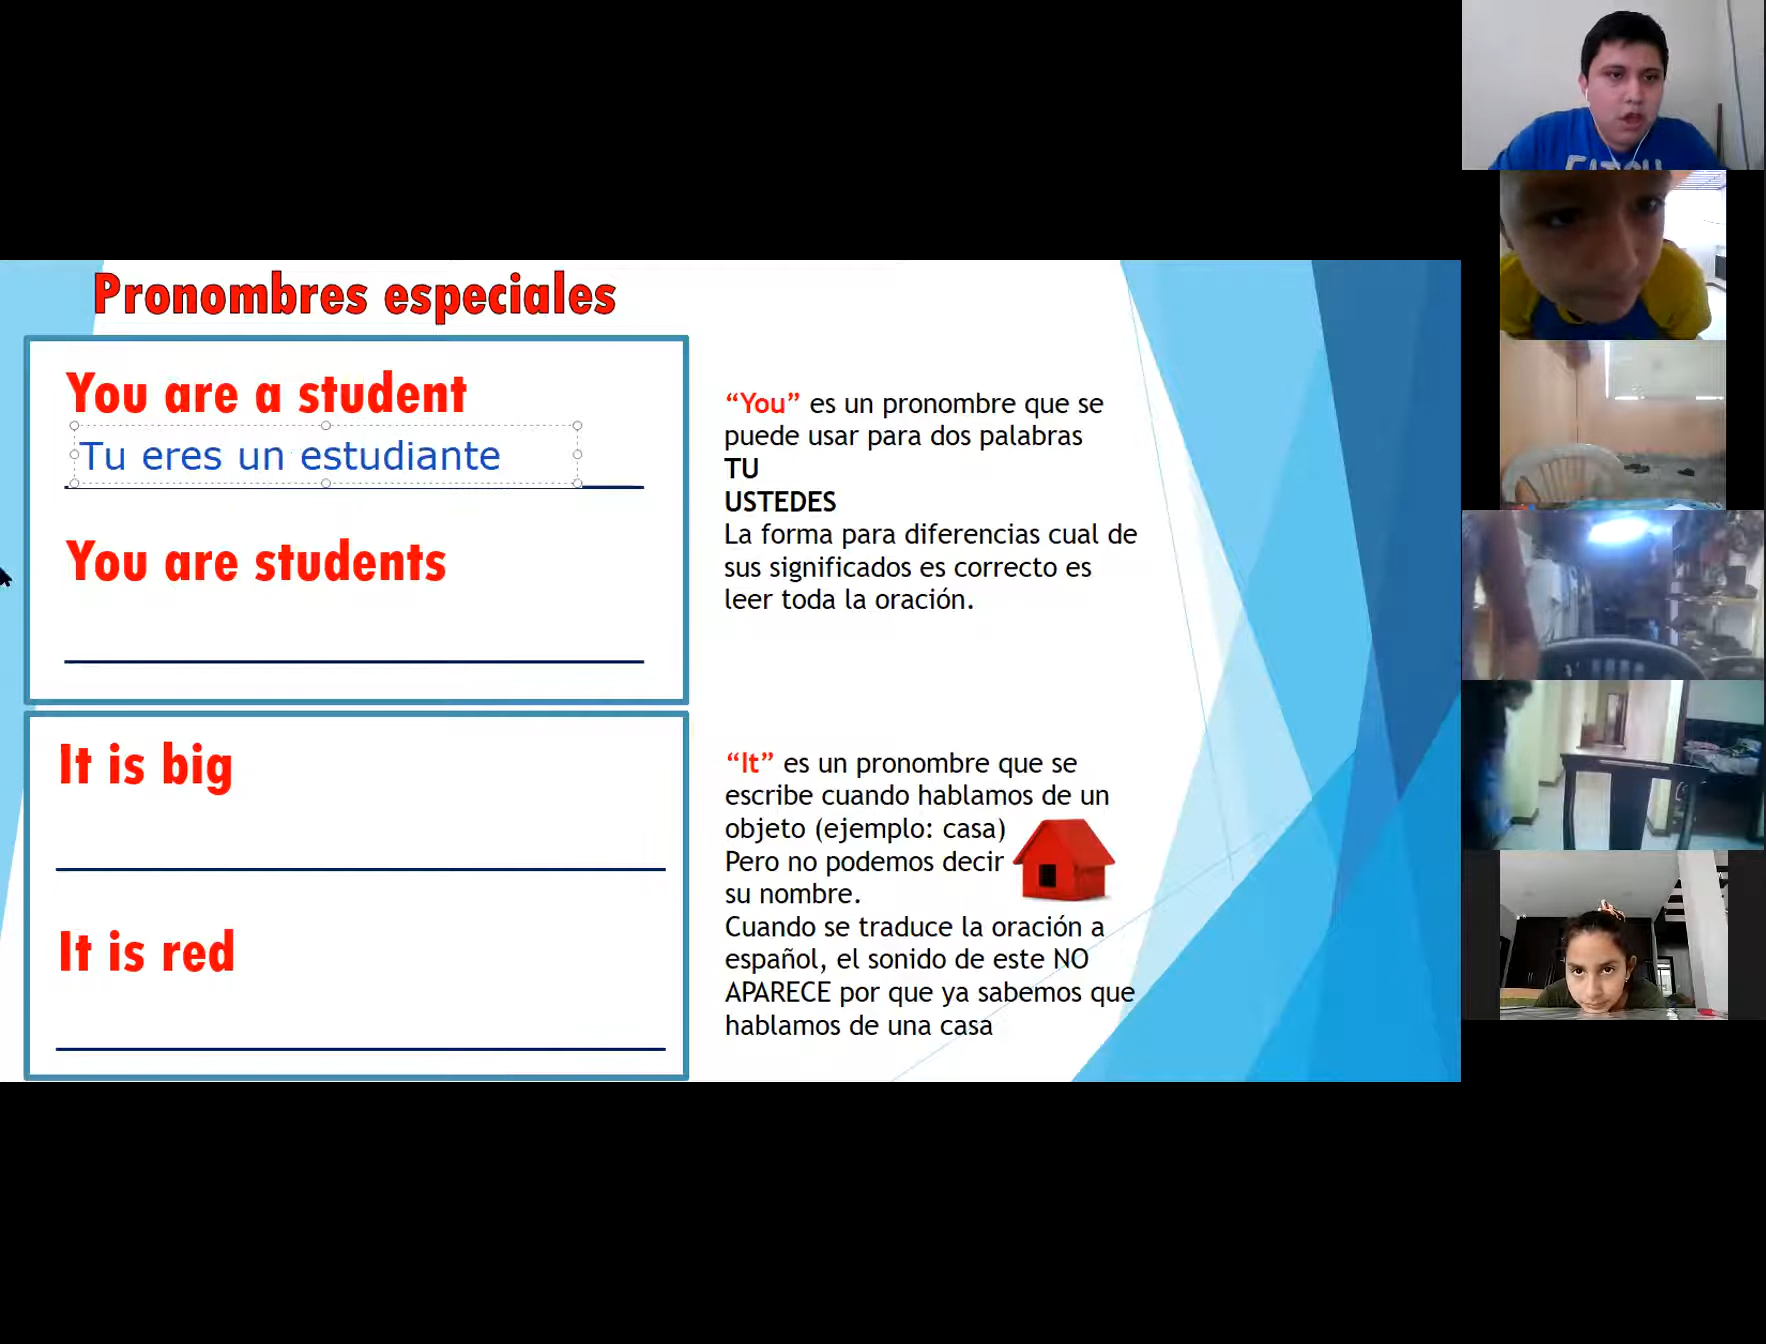 Pronombres especiales
You are a student
Tu eres un estudiante
You are students
It is big
It is red
“You” es un pronombre que se
puede usar para dos palabras
TU
USTEDES
La forma para diferencias cual de
sus significados es correcto es
leer toda la oración.
“It” es un pronombre que se
escribe cuando hablamos de un
objeto (ejemplo: casa)
Pero no podemos decir
su nombre.
Cuando se traduce la oración a
español, el sonido de este NO
APARECE por que ya sabemos que
hablamos de una casa